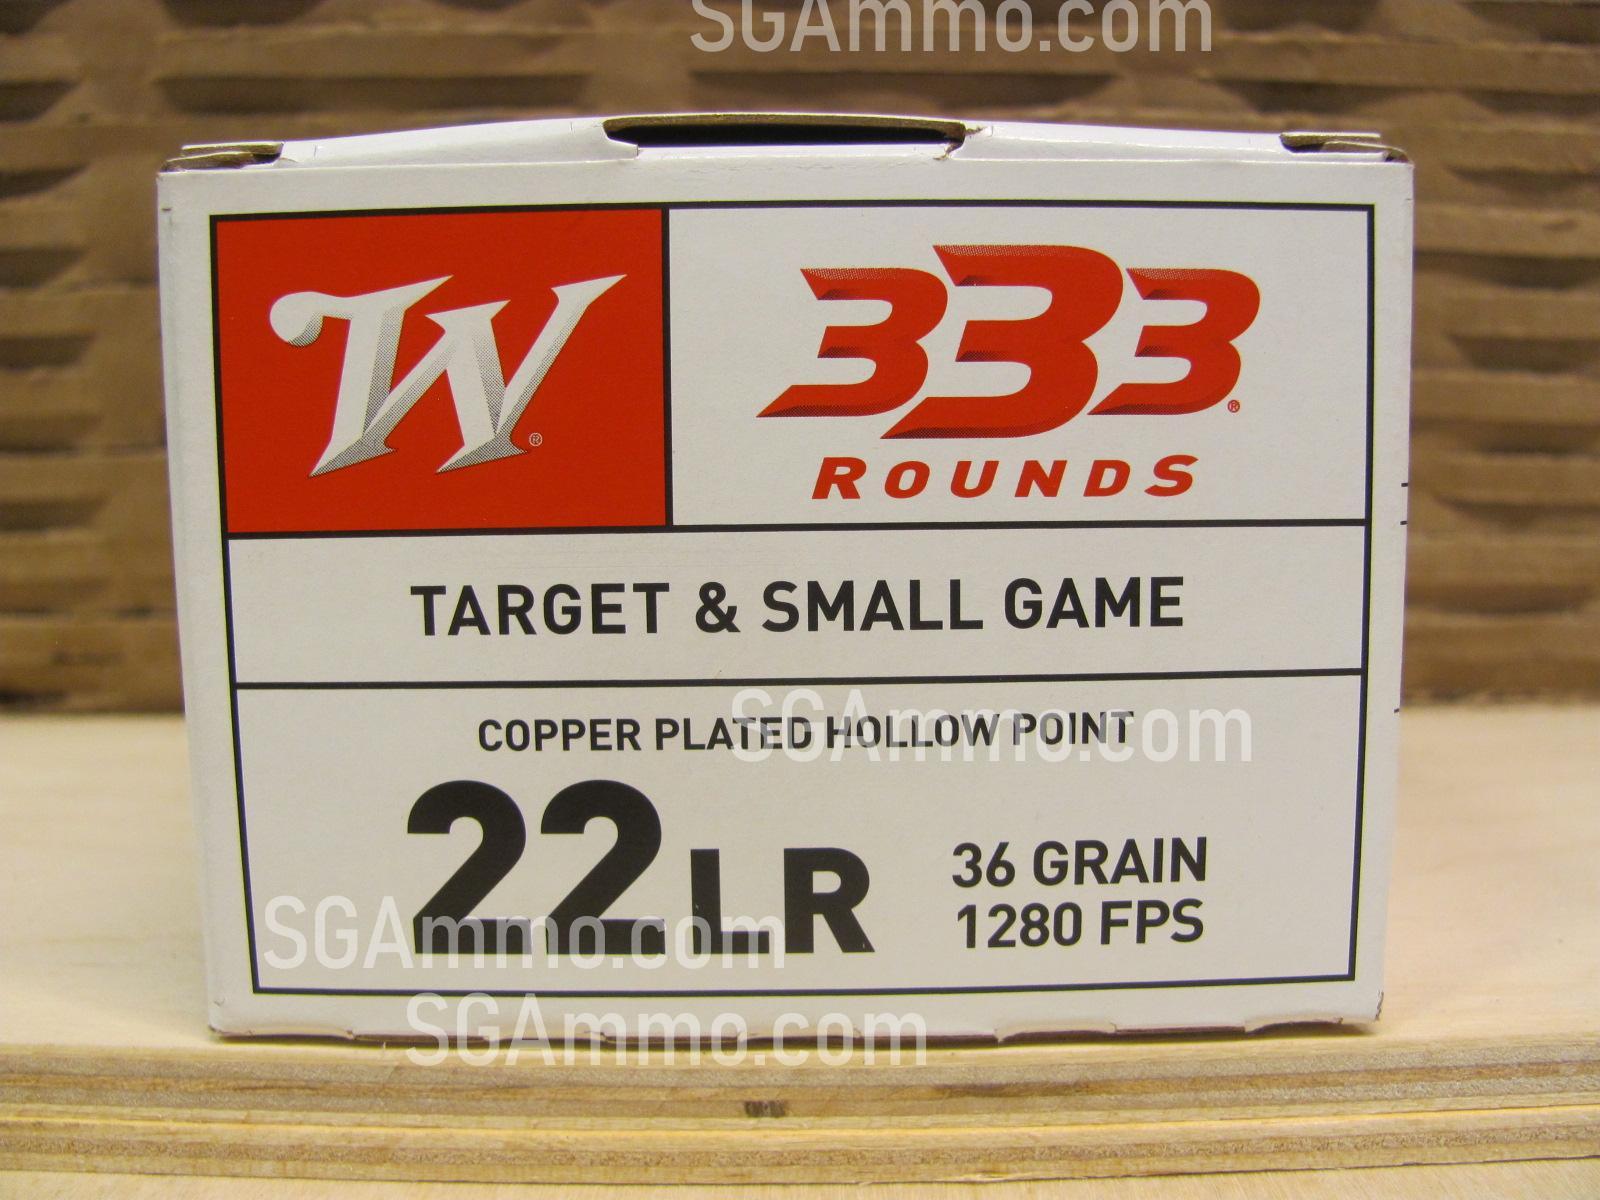 SGAmmo.com
W®
333®
ROUNDS
TARGET & SMALL GAME
COPPER PLATED HOLLOW POINT
SGAmmo.com
22LR
36 GRAIN
1280 FPS
SGAmmo.com
SGAmmo.com